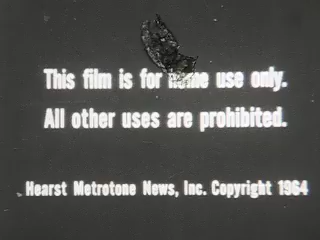 This film is for home use only.
All other uses are prohibited.
Hearst Metrotone News, Inc. Copyright 1964